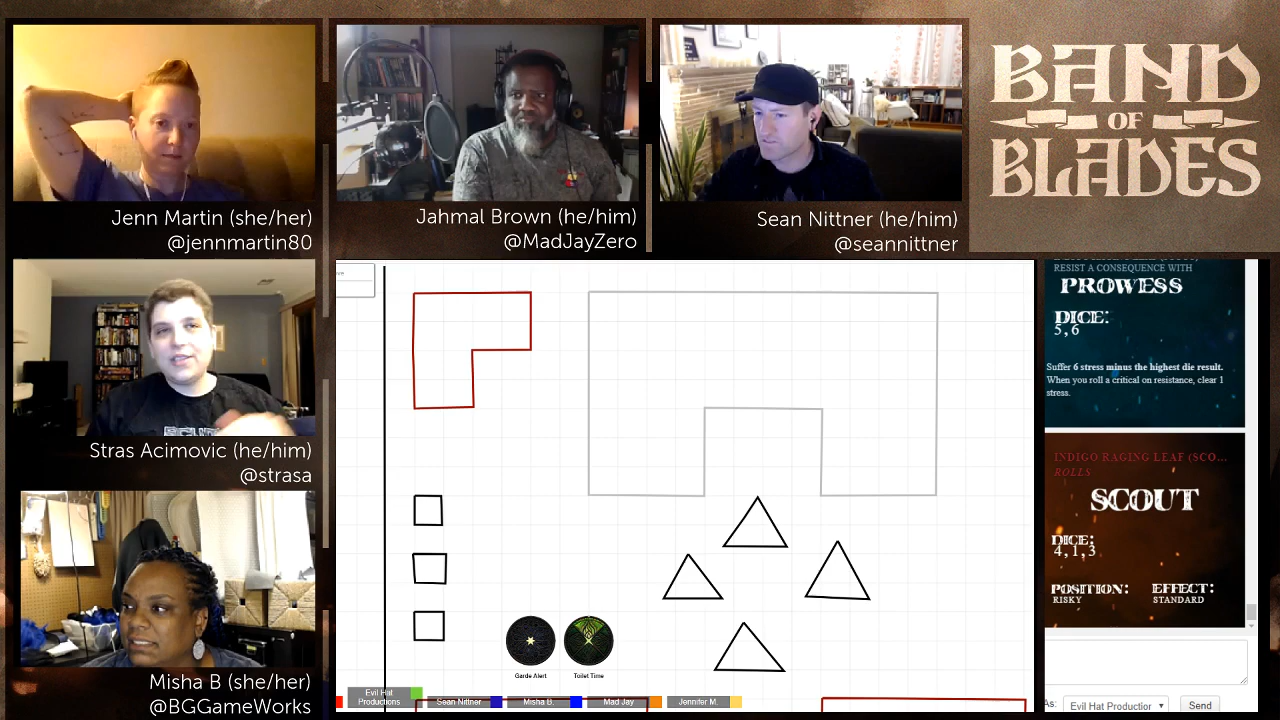 Jenn Martin (she/her)
@jennmartin80
Jahmal Brown (he/him)
@MadJayZero
Sean Nittner (he/him)
@seannittner
BAND
OF
BLADES
Stras Acimovic (he/him)
@strasa
Misha B (she/her)
@BGGameWorks
Garde Alert
Toilet Time
Evil Hat
Productions
Sean Nittner
Misha B.
Mad Jay
Jennifer M.
RESIST A CONSEQUENCE WITH
PROWESS
DICE:
5,6
Suffer 6 stress minus the highest die result.
When you roll a critical on resistance, clear 1
stress.
INDIGO RAGING LEAF (SCO...
ROLLS
SCOUT
DICE:
4,1,3
POSITION:
RISKY
EFFECT:
STANDARD
As:
Evil Hat Production
Send